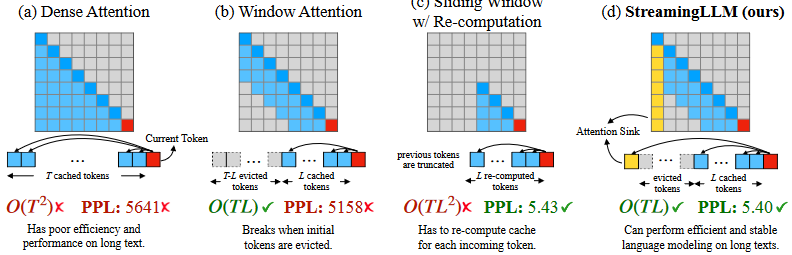 (a) Dense Attention
(b) Window Attention
(c) Sliding Window
w/ Re-computation
(d) StreamingLLM (ours)
Current Token
...
T cached tokens
...
T-L evicted
tokens
L cached
tokens
previous tokens
are truncated
...
L re-computed
tokens
Attention Sink
...
evicted
tokens
L cached
tokens
O(T²)✗ PPL: 5641✗
O(TL)✓ PPL: 5158✗
O(TL²)✗ PPL: 5.43✓
O(TL)✓ PPL: 5.40✓
Has poor efficiency and
performance on long text.
Breaks when initial
tokens are evicted.
Has to re-compute cache
for each incoming token.
Can perform efficient and stable
language modeling on long texts.